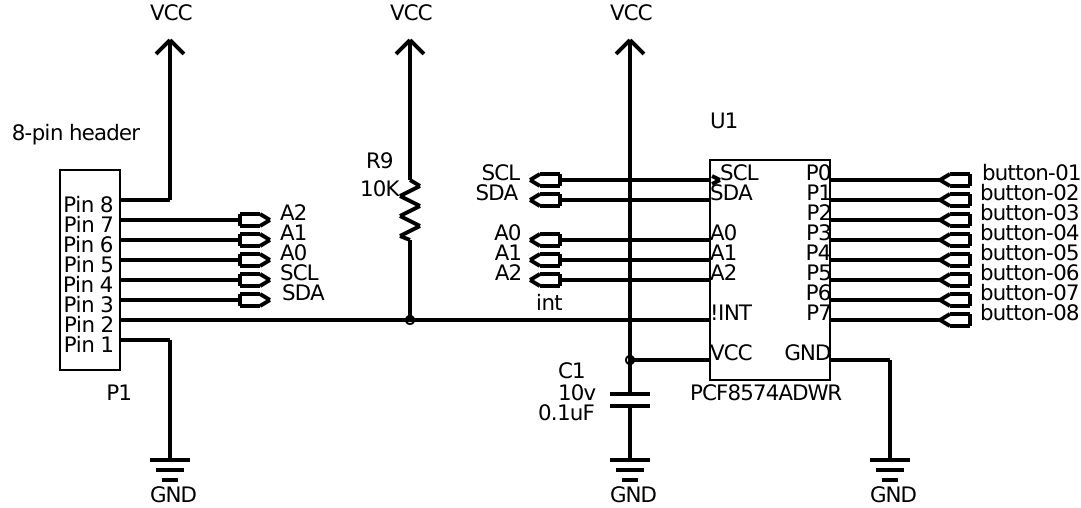 VCC
VCC
VCC
8-pin header
Pin 8
Pin 7
Pin 6
Pin 5
Pin 4
Pin 3
Pin 2
Pin 1
P1
A2
A1
A0
SCL
SDA
GND
R9
10K
SCL
SDA
A0
A1
A2
int
C1
10v
0.1uF
GND
U1
SCL
SDA
A0
A1
A2
!INT
VCC
P0
P1
P2
P3
P4
P5
P6
P7
GND
PCF8574ADWR
button-01
button-02
button-03
button-04
button-05
button-06
button-07
button-08
GND